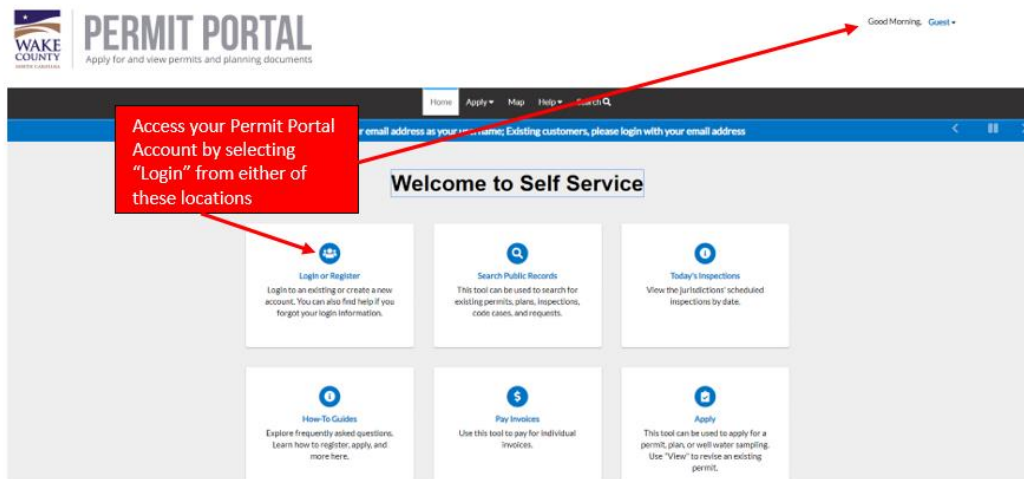 WAKE
COUNTY
NORTH CAROLINA
PERMIT PORTAL
Apply for and view permits and planning documents
Good Morning, Guest
Home Apply Map Help Search
Access your Permit Portal
Account by selecting
"Login" from either of
these locations
r email address as your username; Existing customers, please login with your email address
Welcome to Self Service
Login or Register
Login to an existing or create a new
account. You can also find help if you
forgot your login information.
Search Public Records
This tool can be used to search for
existing permits, plans, inspections,
code cases, and requests.
Today's Inspections
View the jurisdictions' scheduled
inspections by date.
How-To Guides
Explore frequently asked questions.
Learn how to register, apply, and
more here.
Pay Invoices
Use this tool to pay for individual
invoices.
Apply
This tool can be used to apply for a
permit, plan, or well water sampling.
Use "View" to revise an existing
permit.